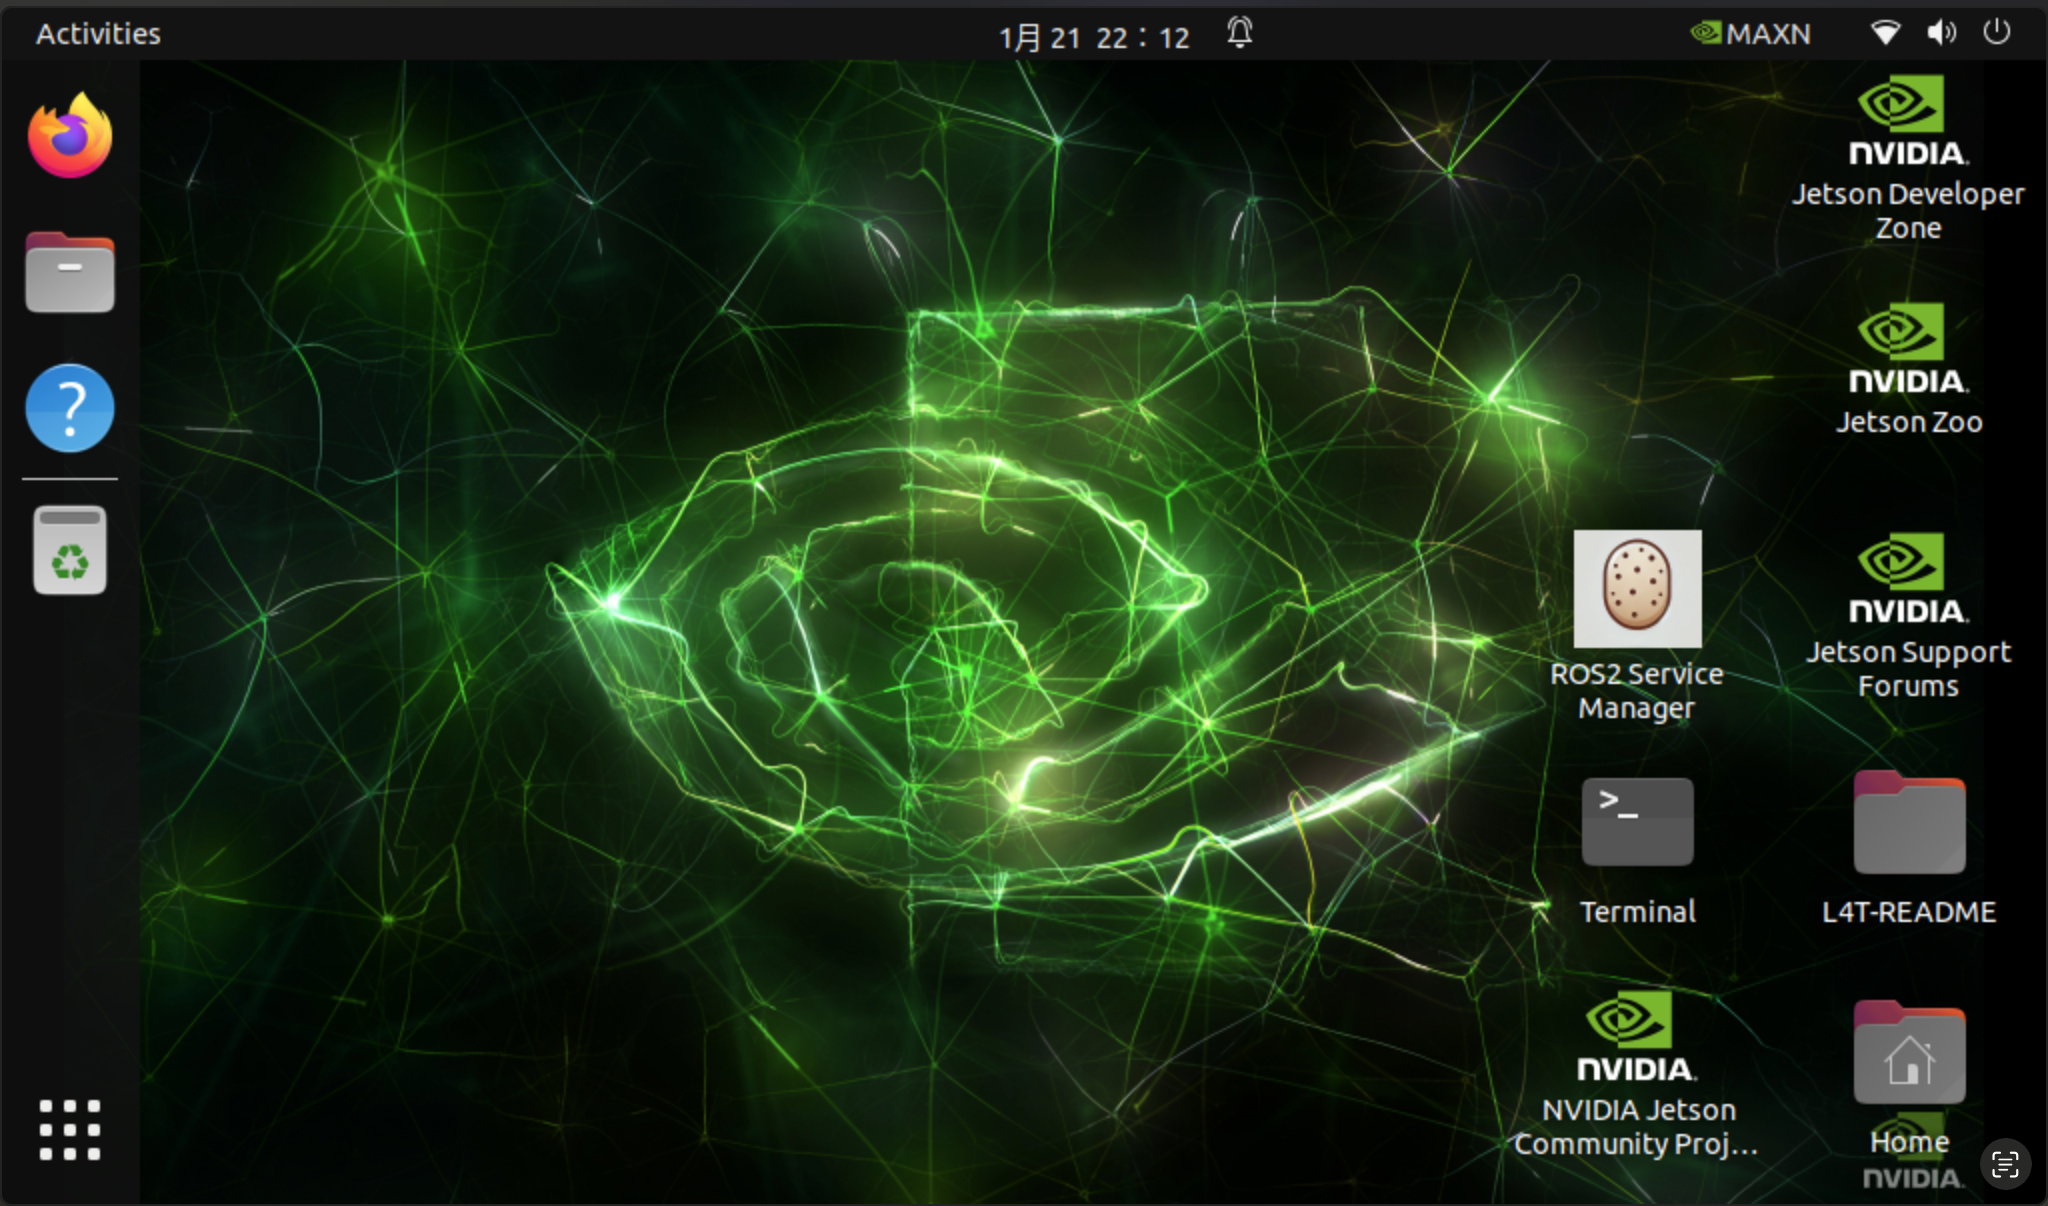 Activities
1月 21 22：12
MAXN
NVIDIA.
Jetson Developer
Zone
NVIDIA.
Jetson Zoo
NVIDIA.
Jetson Support
Forums
ROS2 Service
Manager
>_
Terminal
L4T-README
NVIDIA.
NVIDIA Jetson
Community Proj...
Home
NVIDIA.